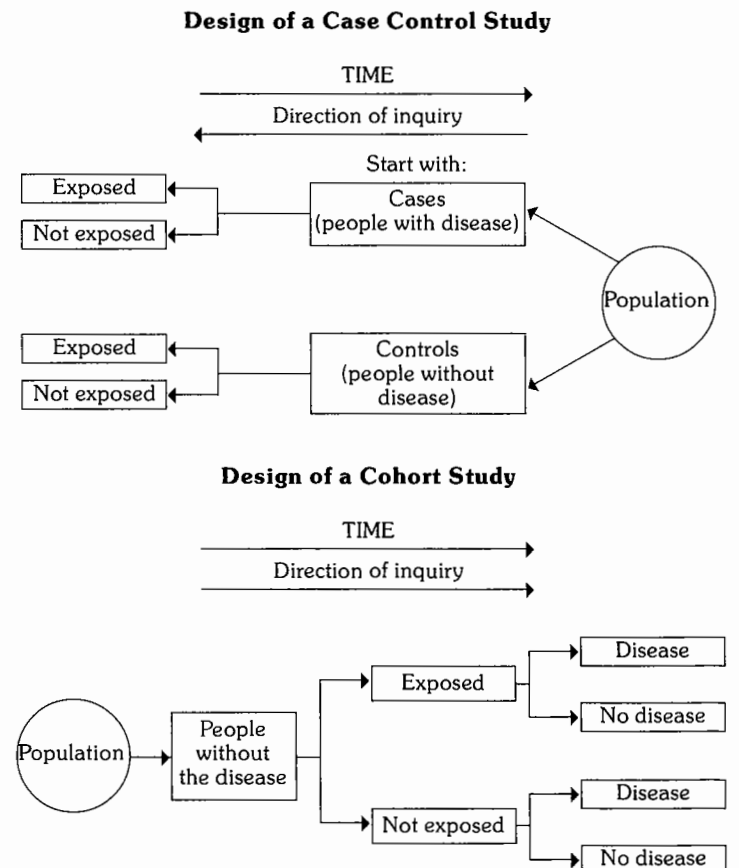 Design of a Case Control Study
TIME
Direction of inquiry
Start with:
Exposed
Not exposed
Cases
(people with disease)
Population
Exposed
Not exposed
Controls
(people without
disease)
Design of a Cohort Study
TIME
Direction of inquiry
Population
People
without
the disease
Exposed
Disease
No disease
Not exposed
Disease
No disease